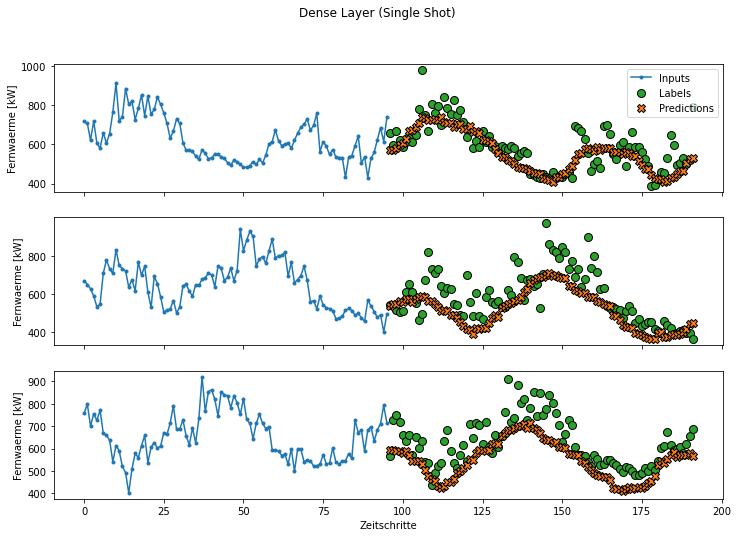 Dense Layer (Single Shot)
1000
800
600
400
Fernwaerme [kW]
Inputs
Labels
Predictions
800
600
400
Fernwaerme [kW]
900
800
700
600
500
400
Fernwaerme [kW]
0 25 50 75 100 125 150 175 200
Zeitschritte